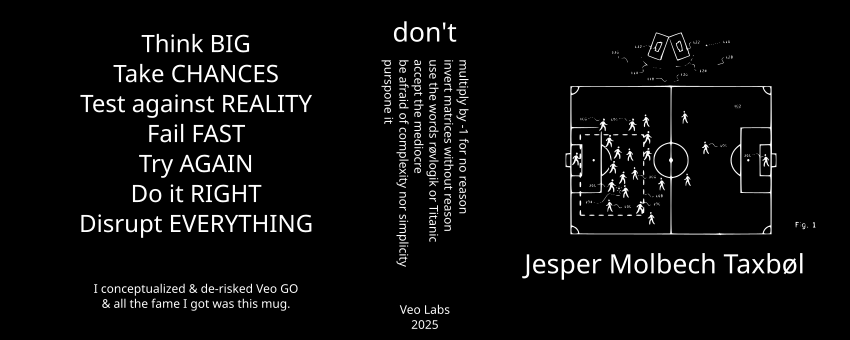 Think BIG
Take CHANCES
Test against REALITY
Fail FAST
Try AGAIN
Do it RIGHT
Disrupt EVERYTHING
I conceptualized & de-risked Veo GO
& all the fame I got was this mug.
don't
multiply by -1 for no reason
invert matrices without reason
use the words røvlogik or Titanic
accept the mediocre
be afraid of complexity nor simplicity
purspone it
Veo Labs
2025
Fig. 1
Jesper Molbech Taxbøl